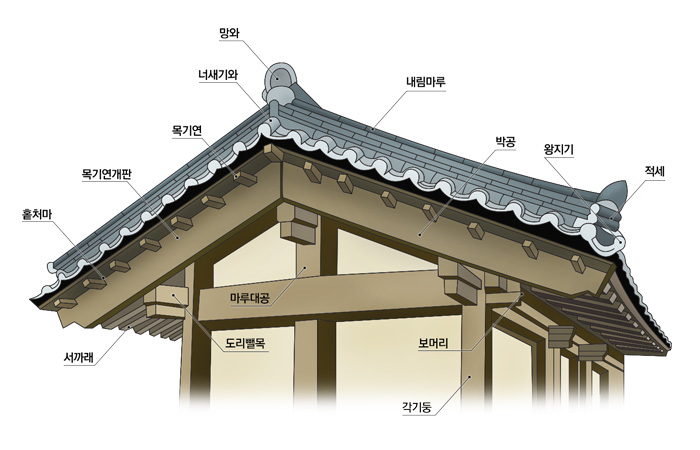 망와
너새기와
내림마루
목기연
박공
왕지기
목기연개판
적세
홑처마
마루대공
서까래
도리뺄목
보머리
각기둥